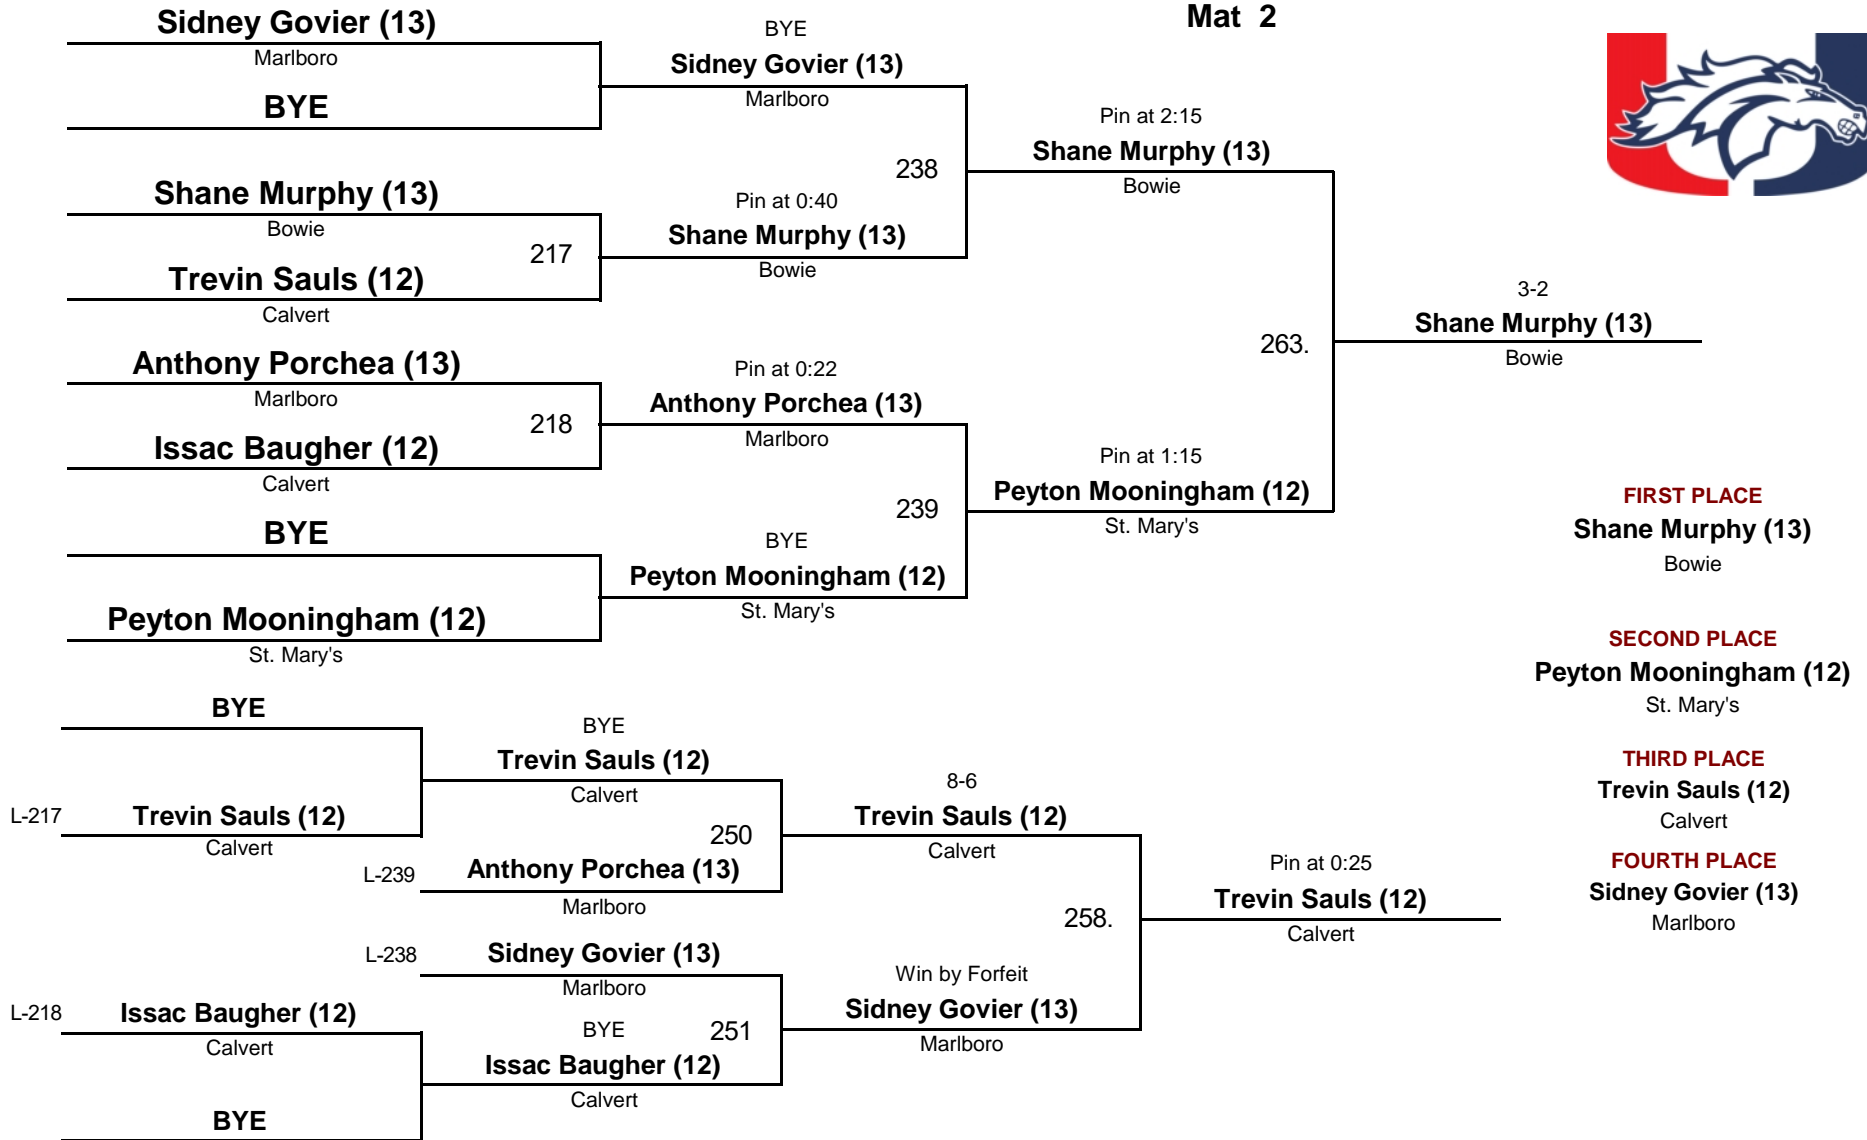 Mat 2
Sidney Govier (13)
Marlboro
BYE
Shane Murphy (13)
Bowie
217
Trevin Sauls (12)
Calvert
Anthony Porchea (13)
Marlboro
218
Issac Baugher (12)
Calvert
BYE
Peyton Mooningham (12)
St. Mary's
BYE
Sidney Govier (13)
Marlboro
238
Pin at 0:40
Shane Murphy (13)
Bowie
Pin at 0:22
Anthony Porchea (13)
Marlboro
239
BYE
Peyton Mooningham (12)
St. Mary's
Pin at 2:15
Shane Murphy (13)
Bowie
263.
Pin at 1:15
Peyton Mooningham (12)
St. Mary's
3-2
Shane Murphy (13)
Bowie
FIRST PLACE
Shane Murphy (13)
Bowie
SECOND PLACE
Peyton Mooningham (12)
St. Mary's
THIRD PLACE
Trevin Sauls (12)
Calvert
FOURTH PLACE
Sidney Govier (13)
Marlboro
BYE
L-217
Trevin Sauls (12)
Calvert
L-218
Issac Baugher (12)
Calvert
BYE
BYE
Trevin Sauls (12)
Calvert
250
L-239
Anthony Porchea (13)
Marlboro
L-238
Sidney Govier (13)
Marlboro
BYE
251
Issac Baugher (12)
Calvert
8-6
Trevin Sauls (12)
Calvert
258.
Win by Forfeit
Sidney Govier (13)
Marlboro
Pin at 0:25
Trevin Sauls (12)
Calvert